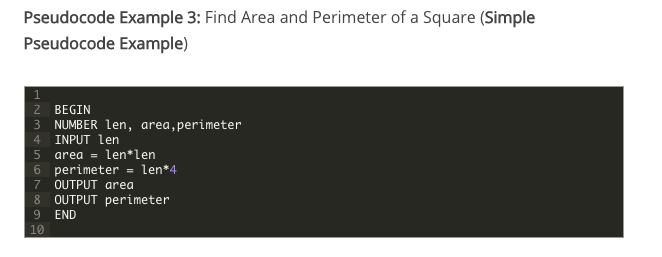 Pseudocode Example 3: Find Area and Perimeter of a Square (Simple
Pseudocode Example)
1
2 BEGIN
3 NUMBER len, area,perimeter
4 INPUT len
5 area = len*len
6 perimeter = len*4
7 OUTPUT area
8 OUTPUT perimeter
9 END
10